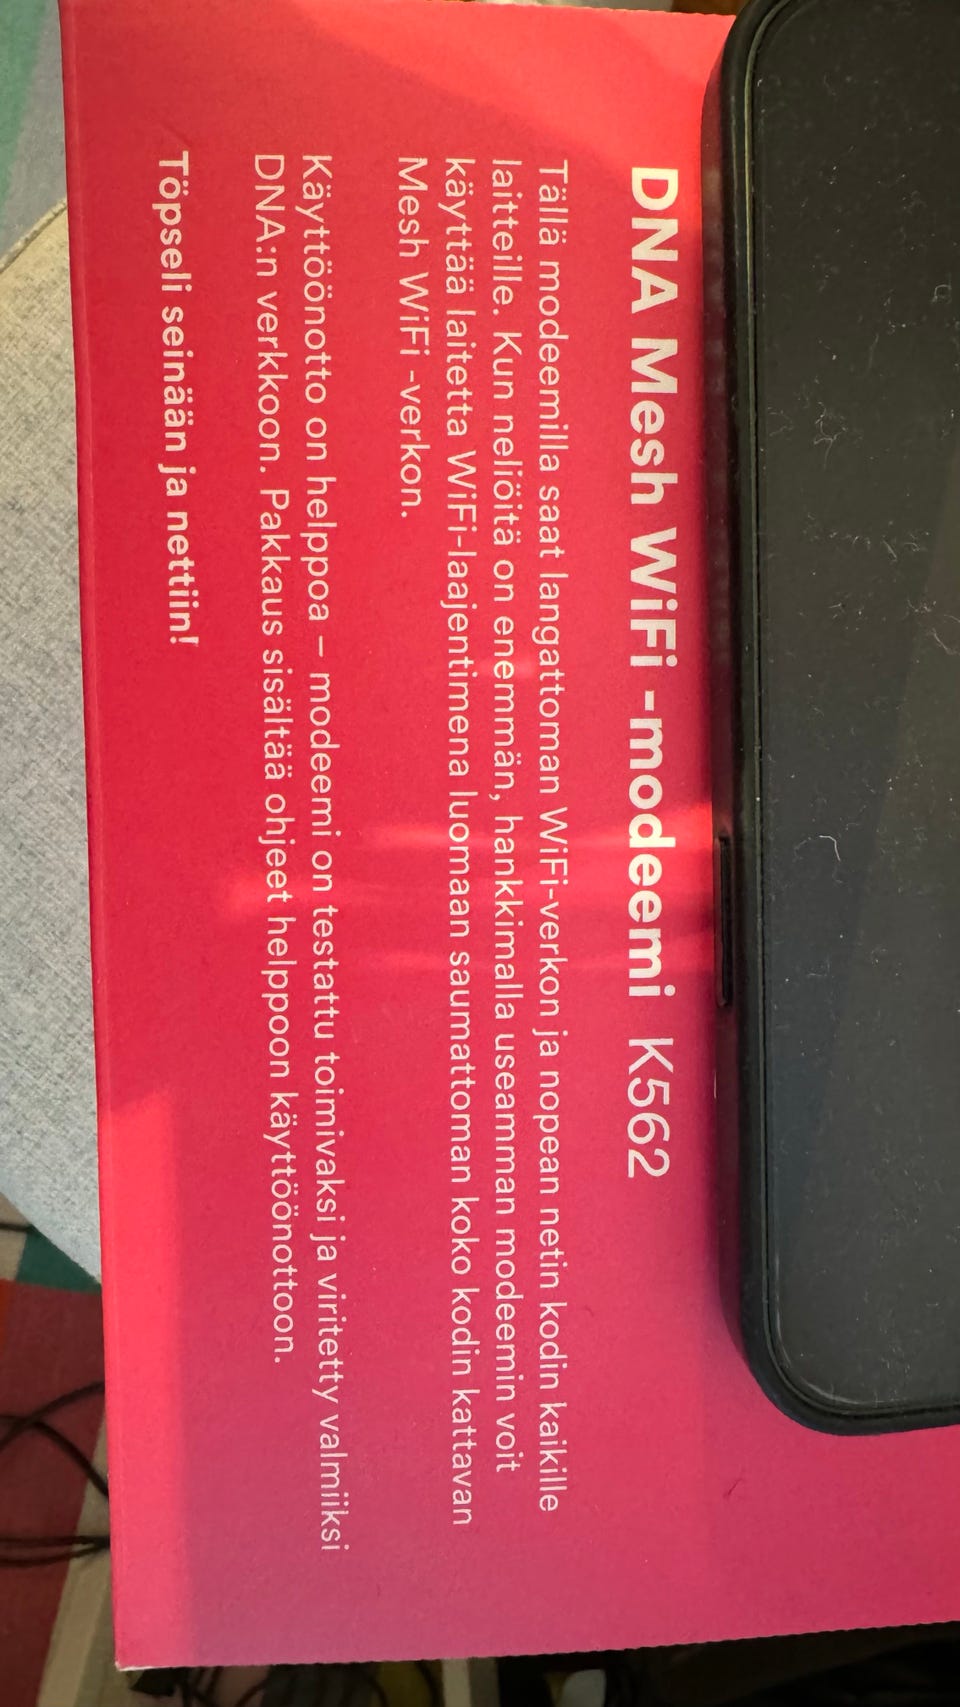 DNA Mesh WiFi -modeemi K562
Tällä modeemilla saat langattoman WiFi-verkon ja nopean netin kodin kaikille
laitteille. Kun neliöitä on enemmän, hankkimalla useamman modeemin voit
käyttää laitetta WiFi-laajentimena luomaan saumattoman koko kodin kattavan
Mesh WiFi -verkon.
Käyttöönotto on helppoa – modeemi on testattu toimivaksi ja viritetty valmiiksi
DNA:n verkkoon. Pakkaus sisältää ohjeet helppoon käyttöönottoon.
Töpseli seinään ja nettiin!